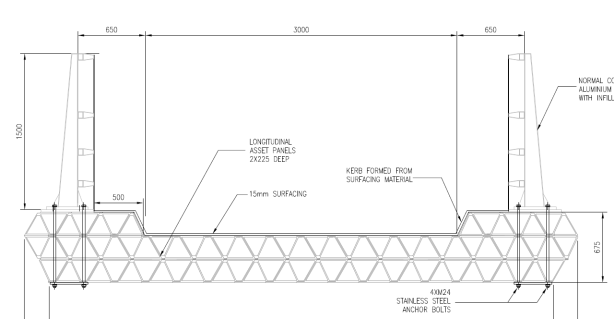 650
3000
650
NORMAL CO
ALUMINIUM
WITH INFILL
1500
LONGITUDINAL
ASSET PANELS
2X225 DEEP
KERB FORMED FROM
SURFACING MATERIAL
500
15mm SURFACING
675
4XM24
STAINLESS STEEL
ANCHOR BOLTS